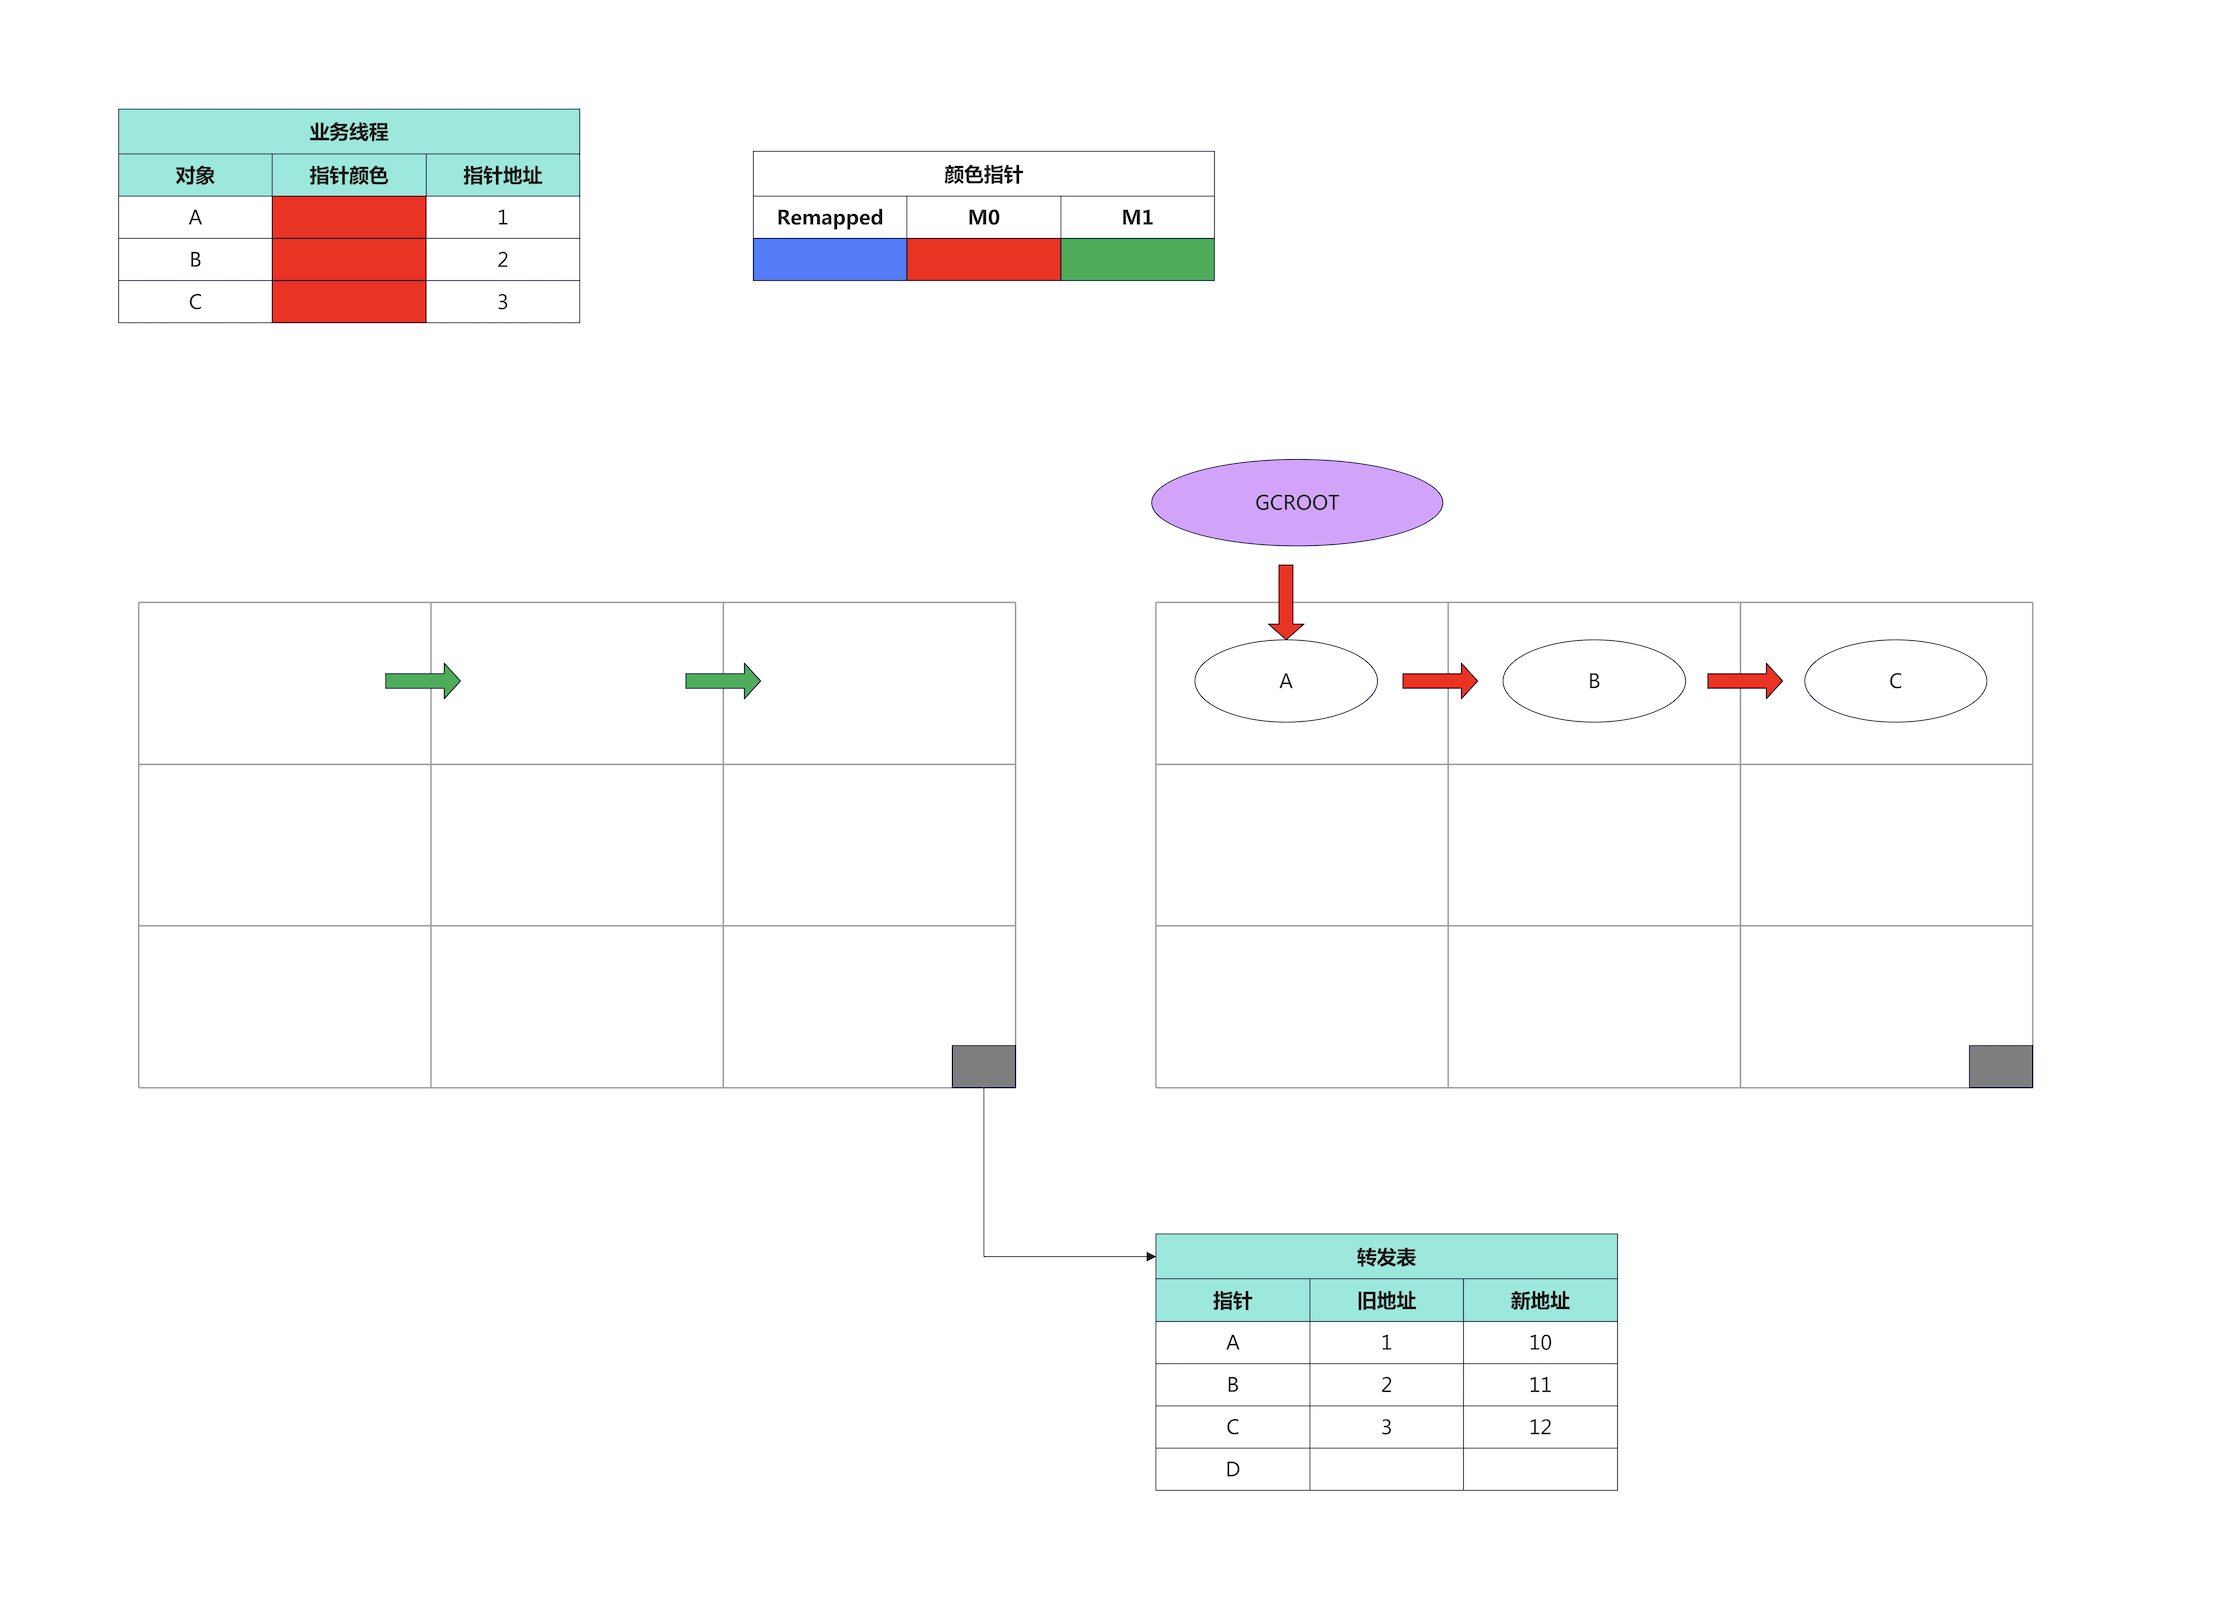 业务线程
对象 指针颜色 指针地址
A 1
B 2
C 3
颜色指针
Remapped M0 M1
GCROOT
A B C
转发表
指针 旧地址 新地址
A 1 10
B 2 11
C 3 12
D